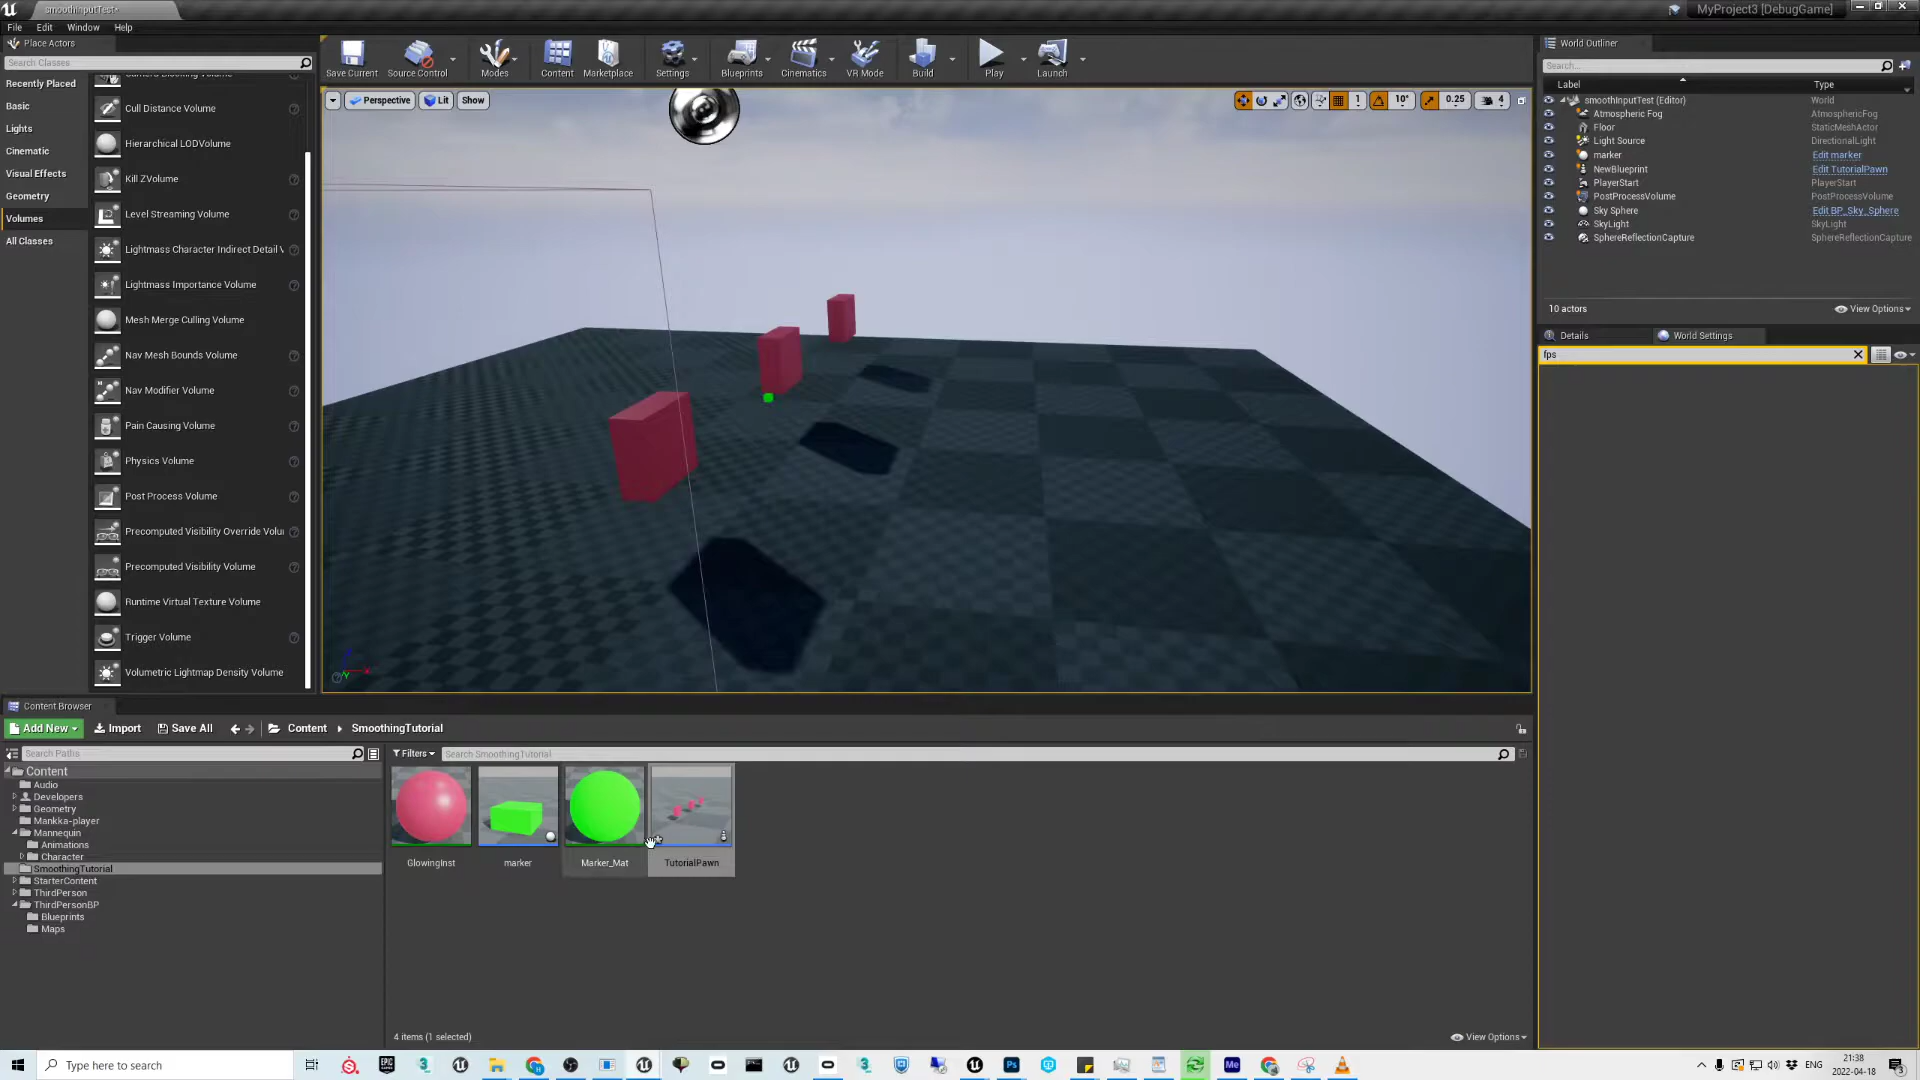 smoothInputTest*
MyProject3 [DebugGame]
File Edit Window Help
Place Actors
Search Classes
Recently Placed
Basic
Lights
Cinematic
Visual Effects
Geometry
Volumes
All Classes
Cull Distance Volume
Hierarchical LODVolume
Kill ZVolume
Level Streaming Volume
Lightmass Character Indirect Detail V
Lightmass Importance Volume
Mesh Merge Culling Volume
Nav Mesh Bounds Volume
Nav Modifier Volume
Pain Causing Volume
Physics Volume
Post Process Volume
Precomputed Visibility Override Volu
Precomputed Visibility Volume
Runtime Virtual Texture Volume
Trigger Volume
Volumetric Lightmap Density Volume
Save Current Source Control Modes Content Marketplace Settings Blueprints Cinematics VR Mode Build Play Launch
Perspective Lit Show
1 10° 0.25 4
World Outliner
Search...
Label Type
smoothInputTest (Editor) World
Atmospheric Fog AtmosphericFog
Floor StaticMeshActor
Light Source DirectionalLight
marker Edit marker
NewBlueprint Edit TutorialPawn
PlayerStart PlayerStart
PostProcessVolume PostProcessVolume
Sky Sphere Edit BP_Sky_Sphere
SkyLight SkyLight
SphereReflectionCapture SphereReflectionCapture
10 actors View Options
Details World Settings
fps
Content Browser
Add New Import Save All Content SmoothingTutorial
Search Paths
Filters Search SmoothingTutorial
Content
Audio
Developers
Geometry
Mankka-player
Mannequin
Animations
Character
SmoothingTutorial
StarterContent
ThirdPerson
ThirdPersonBP
Blueprints
Maps
GlowingInst marker Marker_Mat TutorialPawn
4 items (1 selected) View Options
Type here to search
ENG
21:38
2022-04-18